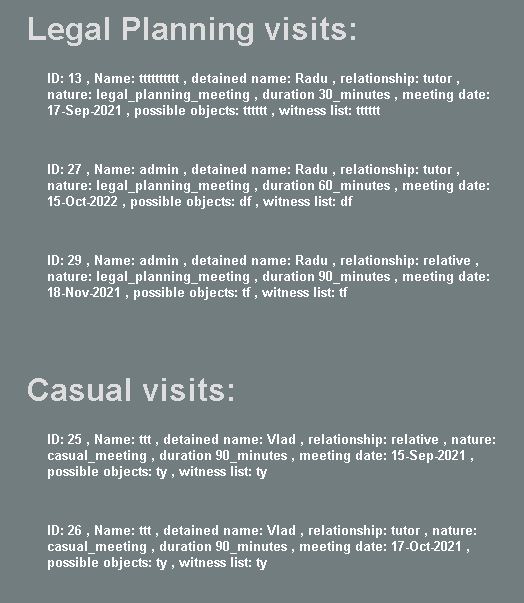 Legal Planning visits:
ID: 13 , Name: tttttttttt , detained name: Radu , relationship: tutor ,
nature: legal_planning_meeting , duration 30_minutes , meeting date:
17-Sep-2021 , possible objects: tttttt , witness list: tttttt
ID: 27 , Name: admin , detained name: Radu , relationship: tutor ,
nature: legal_planning_meeting , duration 60_minutes , meeting date:
15-Oct-2022 , possible objects: df , witness list: df
ID: 29 , Name: admin , detained name: Radu , relationship: relative ,
nature: legal_planning_meeting , duration 90_minutes , meeting date:
18-Nov-2021 , possible objects: tf , witness list: tf
Casual visits:
ID: 25 , Name: ttt , detained name: Vlad , relationship: relative , nature:
casual_meeting , duration 90_minutes , meeting date: 15-Sep-2021 ,
possible objects: ty , witness list: ty
ID: 26 , Name: ttt , detained name: Vlad , relationship: tutor , nature:
casual_meeting , duration 90_minutes , meeting date: 17-Oct-2021 ,
possible objects: ty , witness list: ty